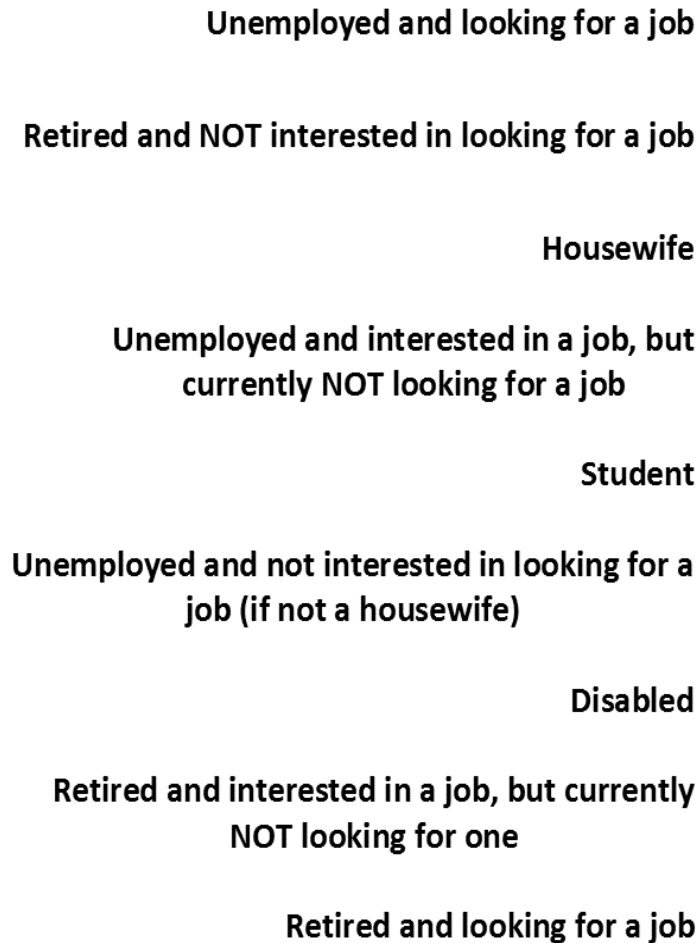 Unemployed and looking for a job
Retired and NOT interested in looking for a job
Housewife
Unemployed and interested in a job, but
currently NOT looking for a job
Student
Unemployed and not interested in looking for a
job (if not a housewife)
Disabled
Retired and interested in a job, but currently
NOT looking for one
Retired and looking for a job